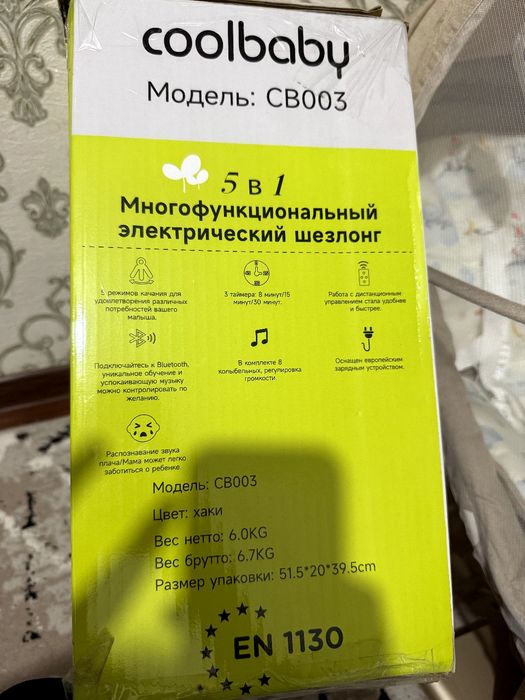 coolbaby
Модель: CB003
5 в 1
Многофункциональный
электрический шезлонг
5 режимов качания для
удовлетворения различных
потребностей вашего
малыша.
3 таймера: 8 минут/15
минут/30 минут.
Работа с дистанционным
управлением стала удобнее
и быстрее.
Подключайтесь к Bluetooth,
уникальное обучение и
успокаивающую музыку
можно контролировать по
желанию.
В комплекте 8
колыбельных, регулировка
громкости.
Оснащен европейским
зарядным устройством.
Распознавание звука
плача/Мама может легко
заботиться о ребенке.
Модель: CB003
Цвет: хаки
Вес нетто: 6.0KG
Вес брутто: 6.7KG
Размер упаковки: 51.5*20*39.5cm
EN 1130